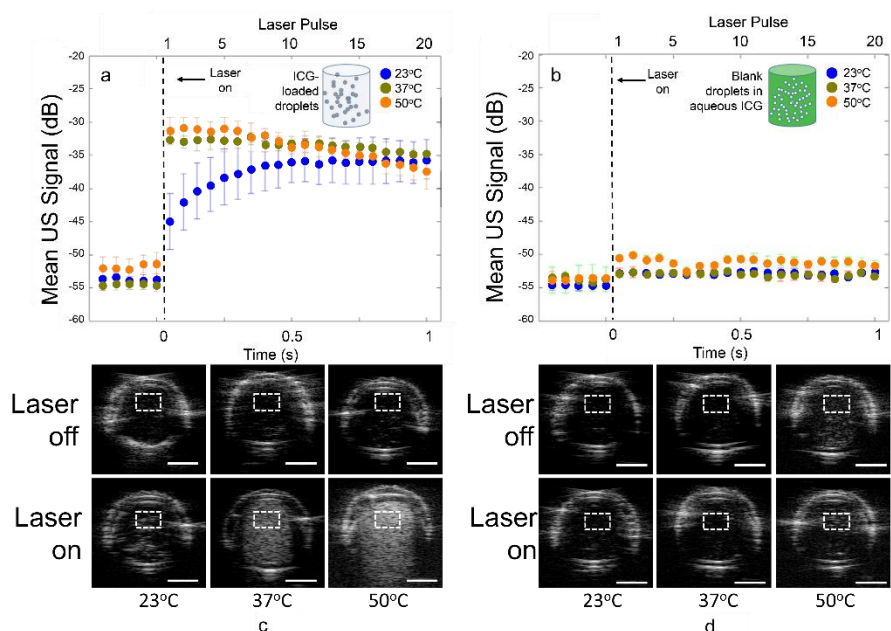 Laser Pulse
1 5 10 15 20
-20
-25
-30
-35
-40
-45
-50
-55
-60
Mean US Signal (dB)
a
Laser
on
ICG-
loaded
droplets
23°C
37°C
50°C
0 0.5 1
Time (s)
Laser Pulse
1 5 10 15 20
-20
-25
-30
-35
-40
-45
-50
-55
-60
Mean US Signal (dB)
b
Laser
on
Blank
droplets in
aqueous ICG
23°C
37°C
50°C
0 0.5 1
Time (s)
Laser
off
Laser
on
23°C 37°C 50°C
c
Laser
off
Laser
on
23°C 37°C 50°C
d